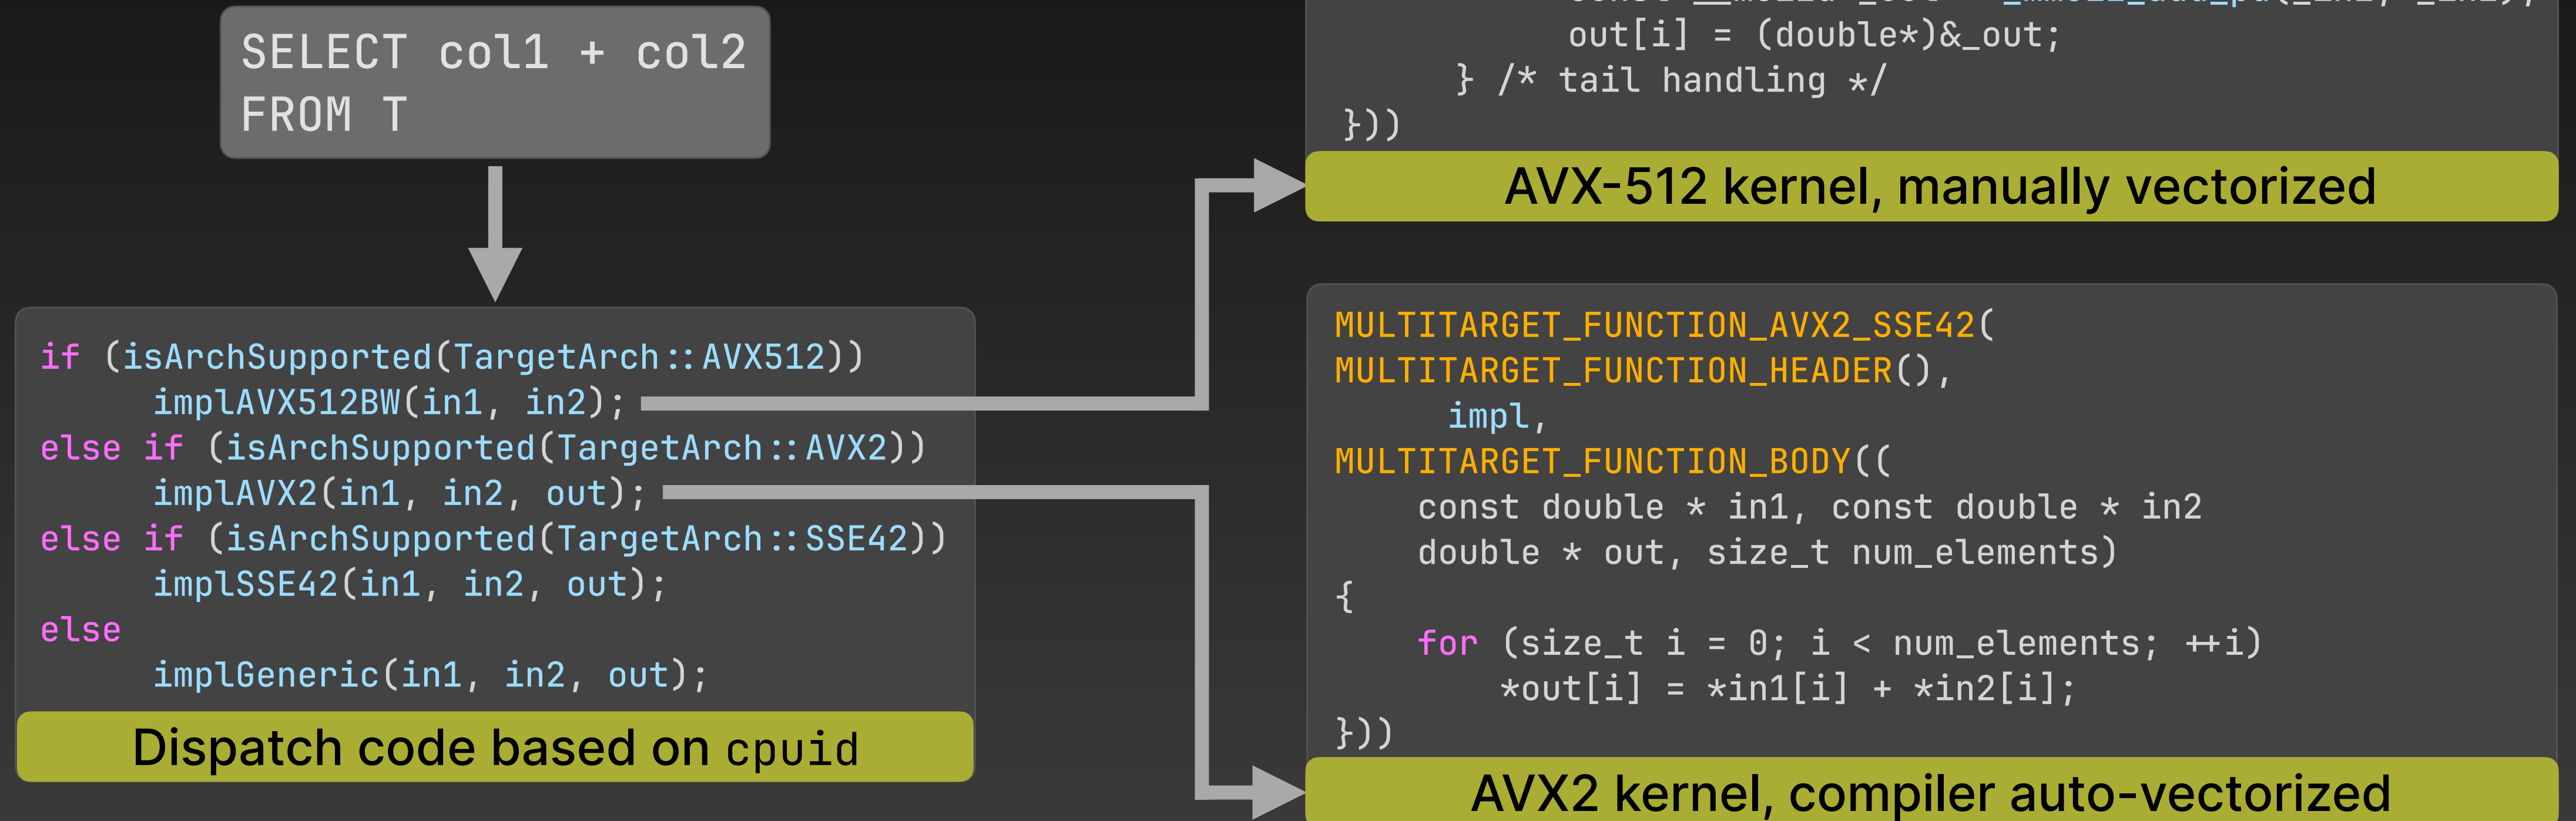 SELECT col1 + col2
FROM T
if (isArchSupported(TargetArch::AVX512))
implAVX512BW(in1, in2);
else if (isArchSupported(TargetArch::AVX2))
implAVX2(in1, in2, out);
else if (isArchSupported(TargetArch::SSE42))
implSSE42(in1, in2, out);
else
implGeneric(in1, in2, out);
Dispatch code based on cpuid
out[i] = (double*)&_out;
} /* tail handling */
}))
AVX-512 kernel, manually vectorized
MULTITARGET_FUNCTION_AVX2_SSE42(
MULTITARGET_FUNCTION_HEADER(),
impl,
MULTITARGET_FUNCTION_BODY((
const double * in1, const double * in2
double * out, size_t num_elements)
{
for (size_t i = 0; i < num_elements; ++i)
*out[i] = *in1[i] + *in2[i];
}))
AVX2 kernel, compiler auto-vectorized